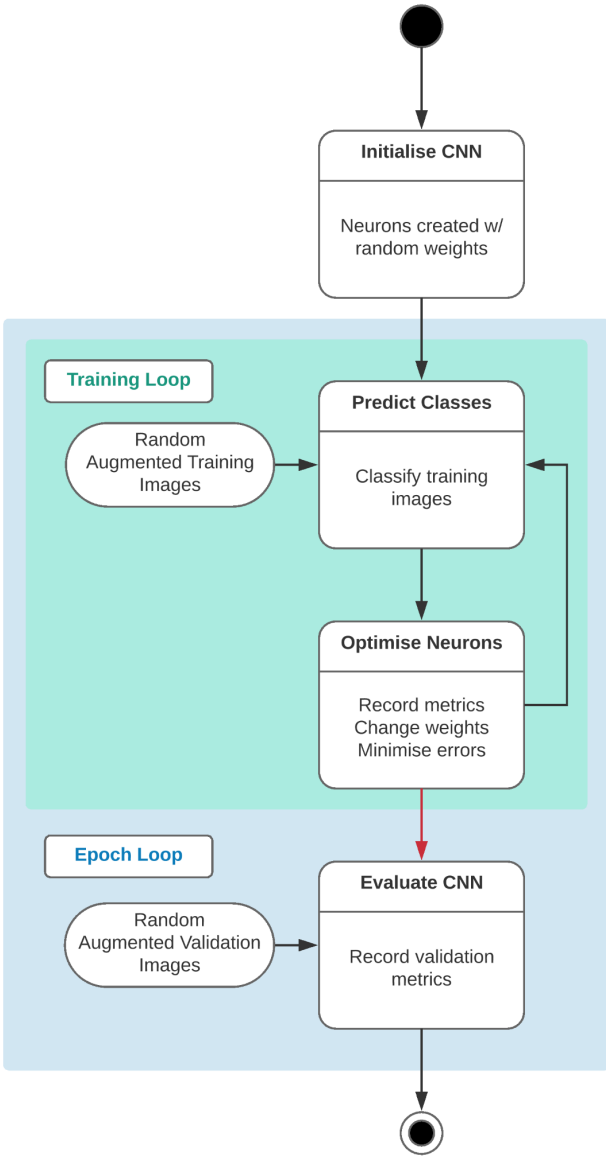 Initialise CNN
Neurons created w/
random weights
Training Loop
Predict Classes
Random
Augmented Training
Images
Classify training
images
Optimise Neurons
Record metrics
Change weights
Minimise errors
Epoch Loop
Evaluate CNN
Random
Augmented Validation
Images
Record validation
metrics